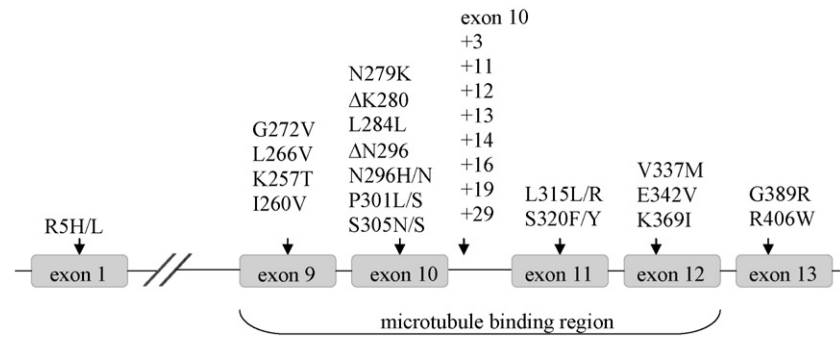 R5H/L
G272V
L266V
K257T
I260V
N279K
ΔK280
L284L
ΔN296
N296H/N
P301L/S
S305N/S
exon 10
+3
+11
+12
+13
+14
+16
+19
+29
L315L/R
S320F/Y
V337M
E342V
K369I
G389R
R406W
exon 1
exon 9
exon 10
exon 11
exon 12
exon 13
microtubule binding region